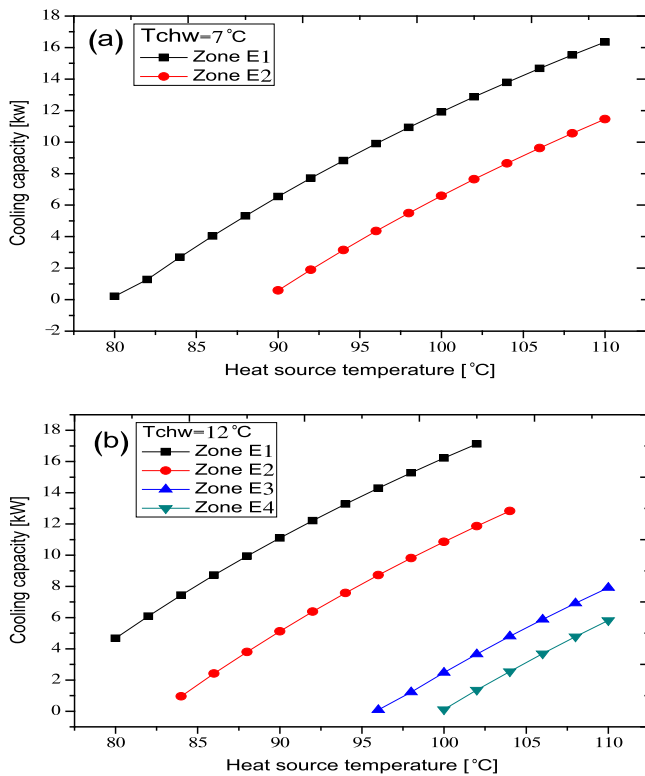 (a)
Tchw=7°C
Zone E1
Zone E2
Cooling capacity [kw]
18
16
14
12
10
8
6
4
2
0
-2
80 85 90 95 100 105 110
Heat source temperature [°C]
(b)
Tchw=12°C
Zone E1
Zone E2
Zone E3
Zone E4
Cooling capacity [kW]
18
16
14
12
10
8
6
4
2
0
80 85 90 95 100 105 110
Heat source temperature [°C]